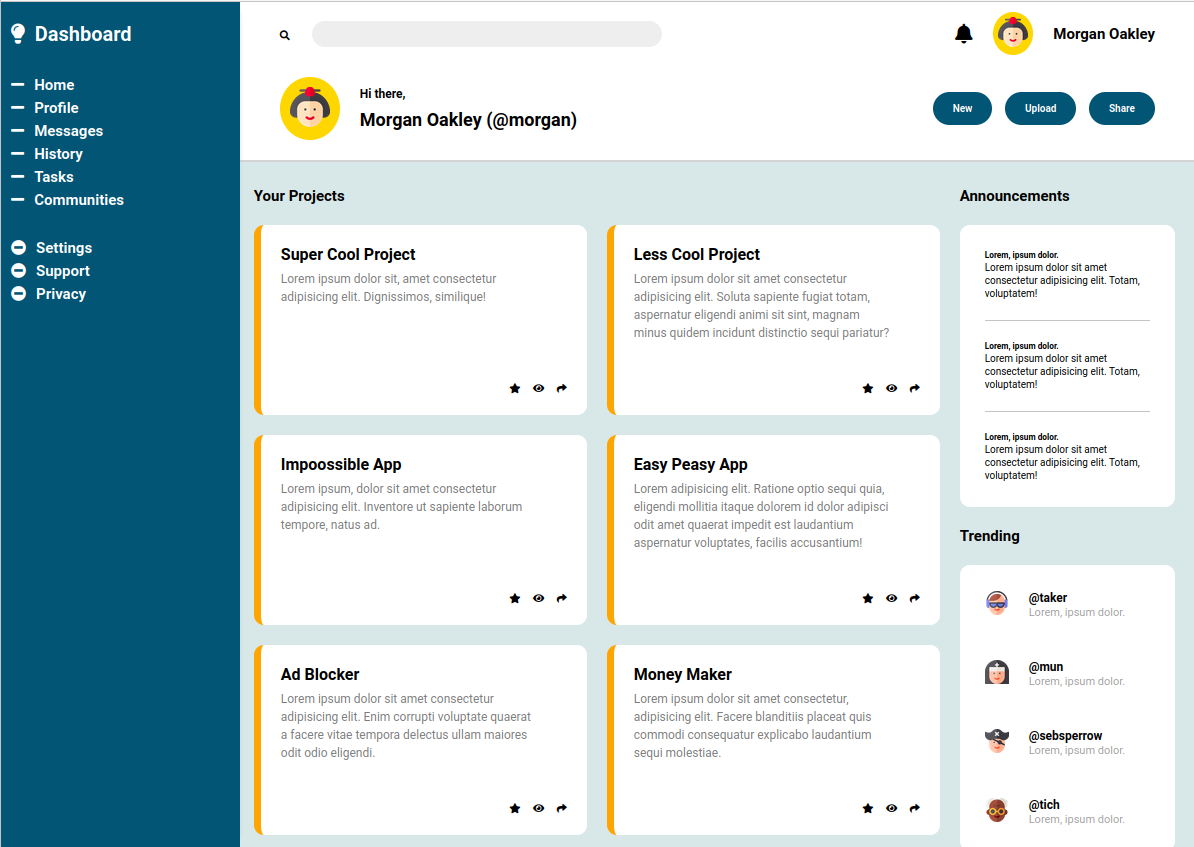 Dashboard
Home
Profile
Messages
History
Tasks
Communities
Settings
Support
Privacy
Morgan Oakley
Hi there,
Morgan Oakley (@morgan)
New
Upload
Share
Your Projects
Super Cool Project
Lorem ipsum dolor sit, amet consectetur
adipisicing elit. Dignissimos, similique!
Less Cool Project
Lorem ipsum dolor sit amet consectetur
adipisicing elit. Soluta sapiente fugiat totam,
aspernatur eligendi animi sit sint, magnam
minus quidem incidunt distinctio sequi pariatur?
Impoossible App
Lorem ipsum, dolor sit amet consectetur
adipisicing elit. Inventore ut sapiente laborum
tempore, natus ad.
Easy Peasy App
Lorem adipisicing elit. Ratione optio sequi quia,
eligendi mollitia itaque dolorem id dolor adipisci
odit amet quaerat impedit est laudantium
aspernatur voluptates, facilis accusantium!
Ad Blocker
Lorem ipsum dolor sit amet consectetur
adipisicing elit. Enim corrupti voluptate quaerat
a facere vitae tempora delectus ullam maiores
odit odio eligendi.
Money Maker
Lorem ipsum dolor sit amet consectetur,
adipisicing elit. Facere blanditiis placeat quis
commodi consequatur explicabo laudantium
sequi molestiae.
Announcements
Lorem, ipsum dolor.
Lorem ipsum dolor sit amet
consectetur adipisicing elit. Totam,
voluptatem!
Lorem, ipsum dolor.
Lorem ipsum dolor sit amet
consectetur adipisicing elit. Totam,
voluptatem!
Lorem, ipsum dolor.
Lorem ipsum dolor sit amet
consectetur adipisicing elit. Totam,
voluptatem!
Trending
@taker
Lorem, ipsum dolor.
@mun
Lorem, ipsum dolor.
@sebsperrow
Lorem, ipsum dolor.
@tich
Lorem, ipsum dolor.